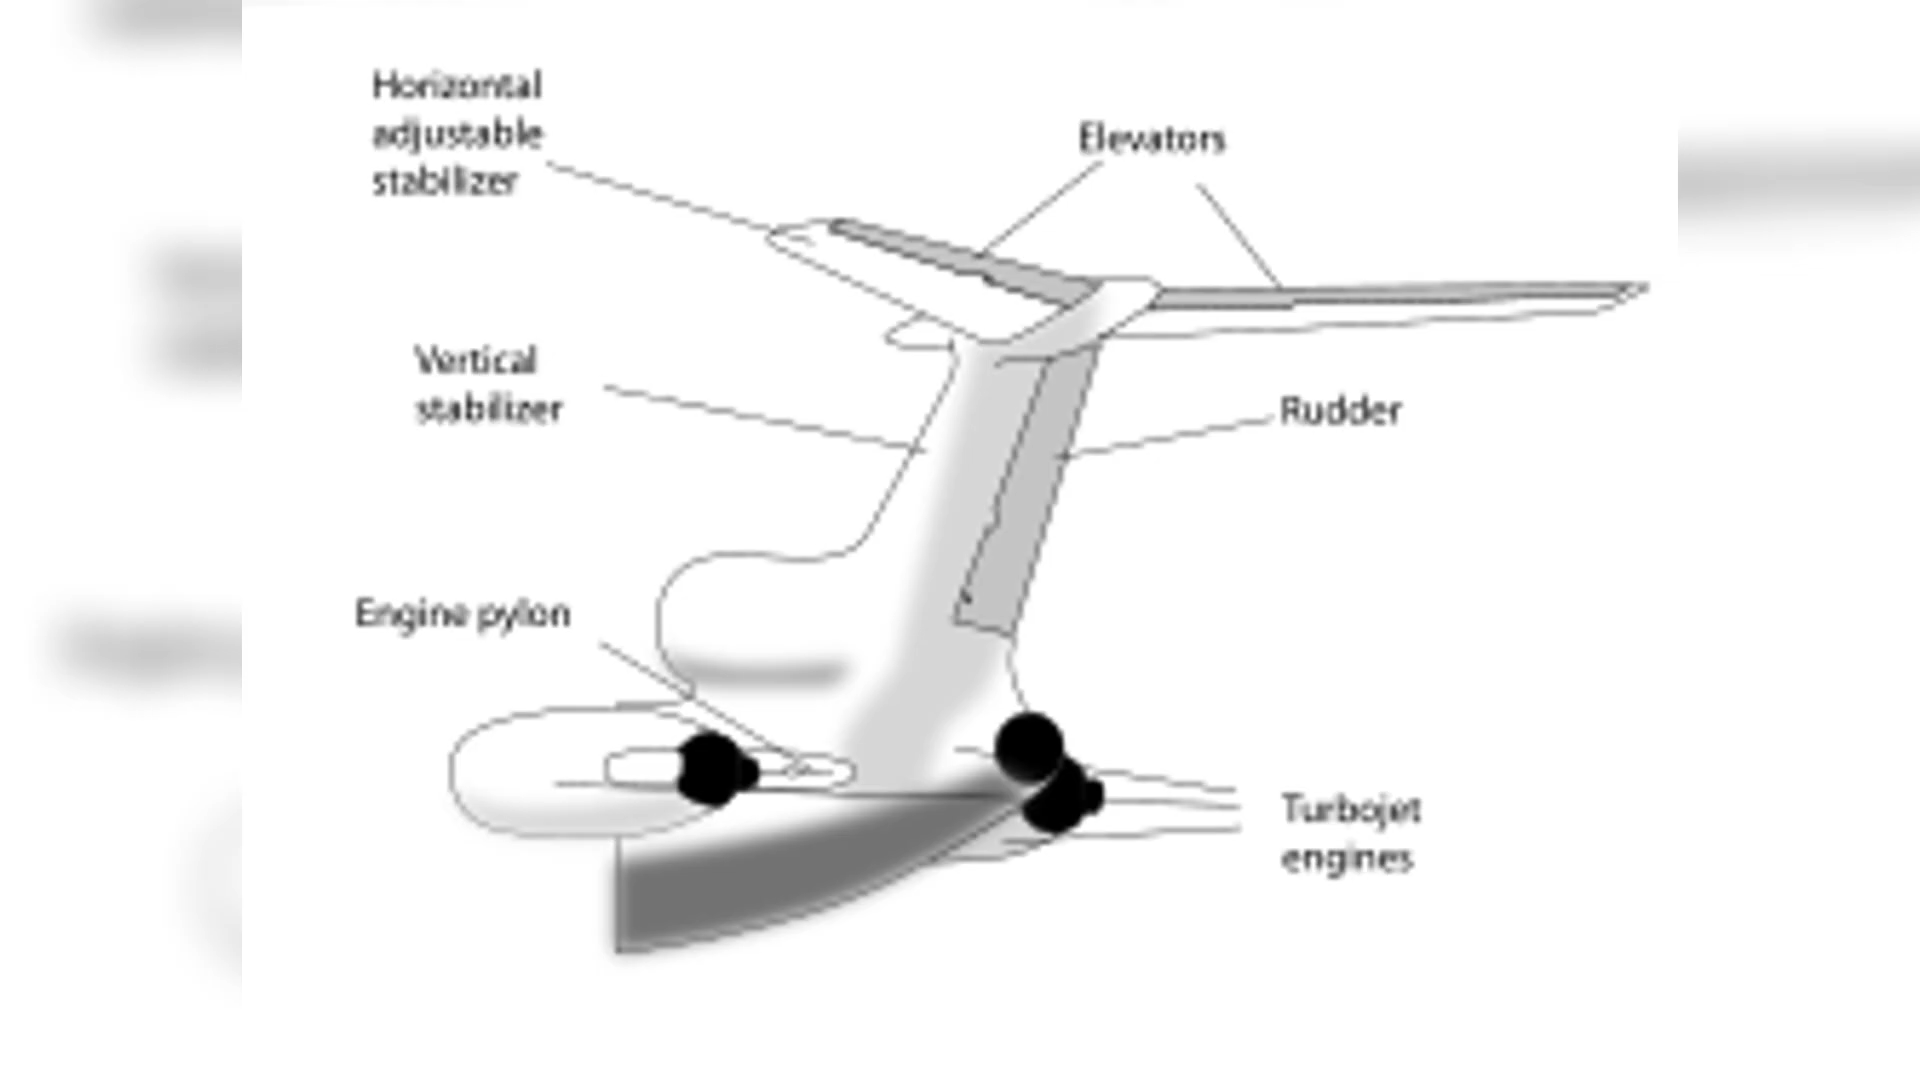 Horizontal
adjustable
stabilizer
Elevators
Vertical
stabilizer
Rudder
Engine pylon
Turbojet
engines